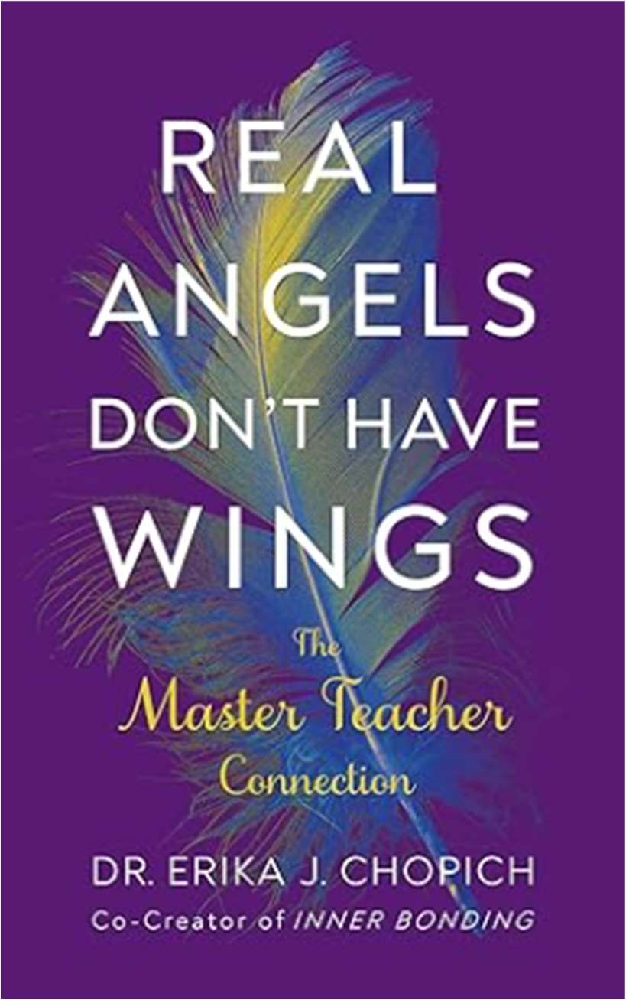 REAL
ANGELS
DON'T HAVE
WINGS
The
Master Teacher
Connection
DR. ERIKA J. CHOPICH
Co-Creator of INNER BONDING